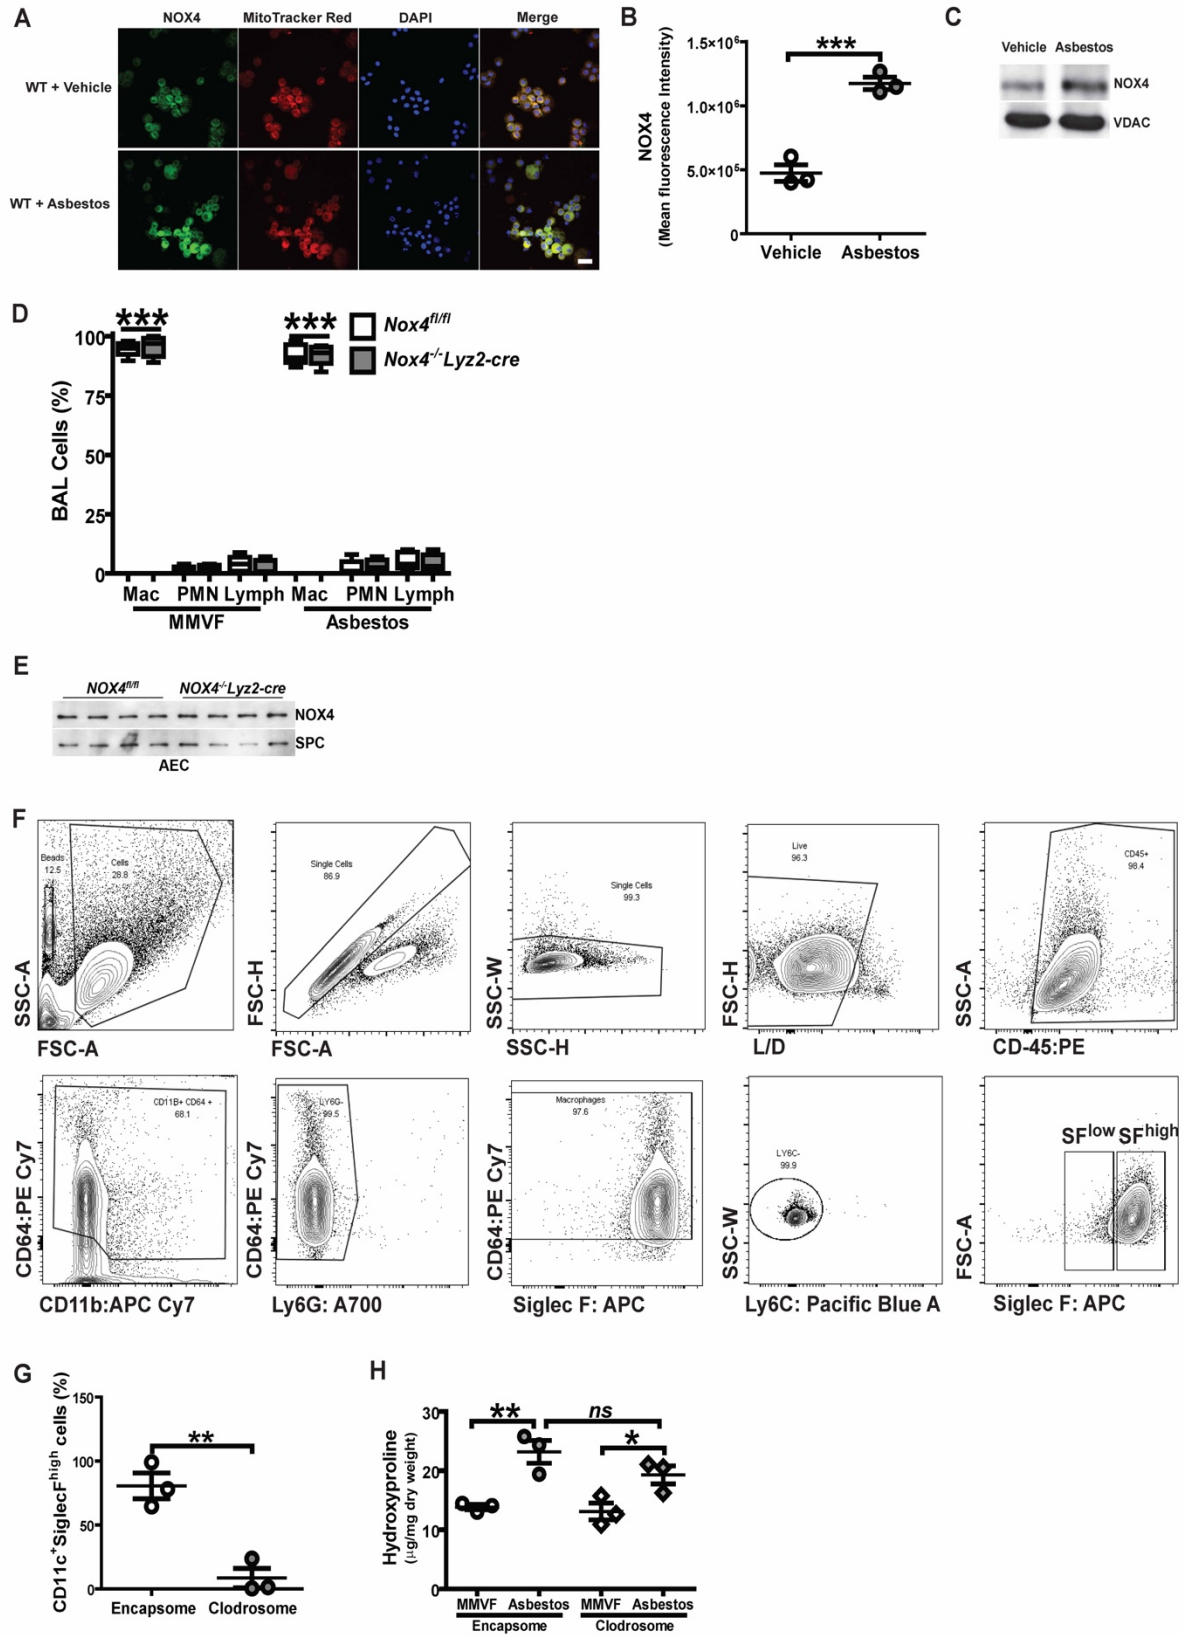 A
NOX4 MitoTracker Red DAPI Merge
WT + Vehicle
WT + Asbestos
B
NOX4
(Mean fluorescence Intensity)
1.5×10⁶
1.0×10⁶
5.0×10⁵
0
***
Vehicle Asbestos
C
Vehicle Asbestos
NOX4
VDAC
D
BAL Cells (%)
100
75
50
25
0
*** ***
Nox4fl/fl
Nox4-/-Lyz2-cre
Mac PMN Lymph Mac PMN Lymph
MMVF Asbestos
E
NOX4fl/fl NOX4-/-Lyz2-cre
NOX4
SPC
AEC
F
Beads
12.5
Cells
28.8
SSC-A
FSC-A
Single Cells
86.9
FSC-H
FSC-A
Single Cells
99.3
SSC-W
SSC-H
Live
96.3
FSC-H
L/D
CD45+
98.4
SSC-A
CD-45:PE
CD11B+ CD64 +
68.1
CD64:PE Cy7
CD11b:APC Cy7
LY6G-
99.5
CD64:PE Cy7
Ly6G: A700
Macrophages
97.6
CD64:PE Cy7
Siglec F: APC
LY6C-
99.9
SSC-W
Ly6C: Pacific Blue A
SFlow SFhigh
FSC-A
Siglec F: APC
G
CD11c+SiglecFhigh cells (%)
150
100
50
0
**
Encapsome Clodrosome
H
Hydroxyproline
(μg/mg dry weight)
30
20
10
0
** ns
*
MMVF Asbestos MMVF Asbestos
Encapsome Clodrosome